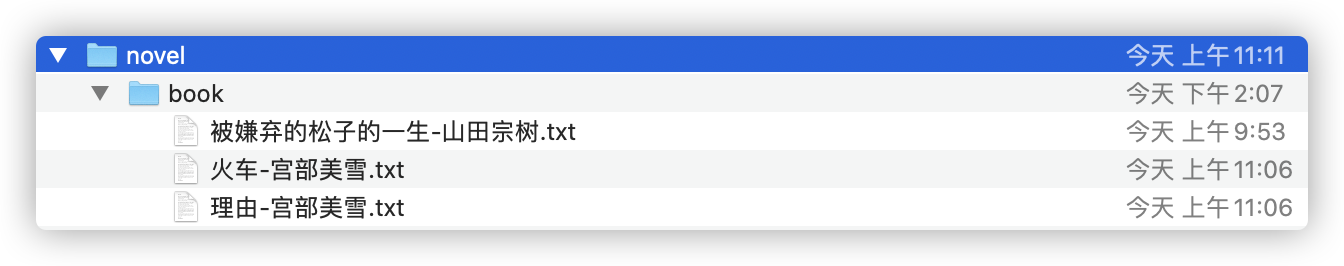 novel 今天 上午11:11
book 今天 下午2:07
被嫌弃的松子的一生-山田宗树.txt 今天 上午9:53
火车-宫部美雪.txt 今天 上午11:06
理由-宫部美雪.txt 今天 上午11:06